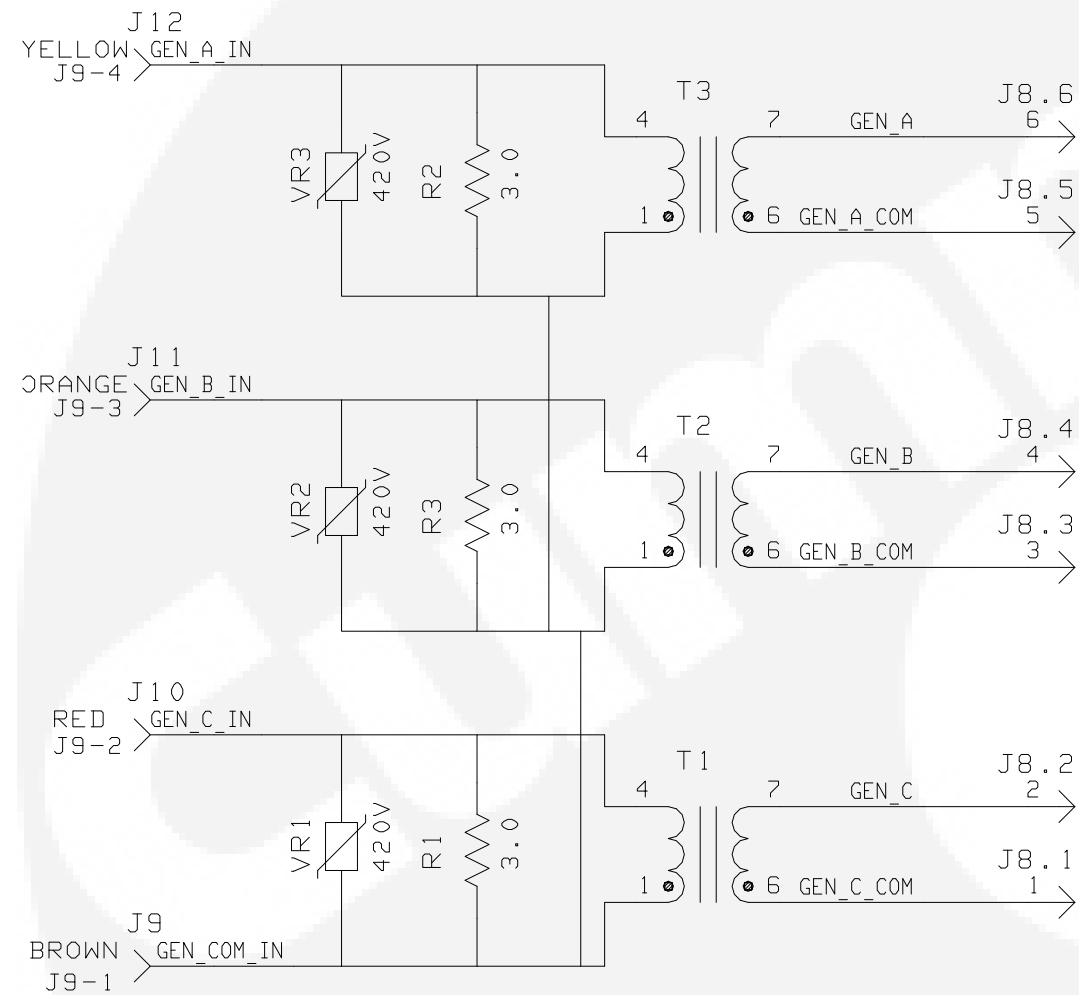 J12
YELLOW GEN_A_IN
J9-4
VR3
420V
R2
3.0
T3
4
1
7
6
GEN_A
GEN_A_COM
J8.6
6
J8.5
5
J11
ORANGE GEN_B_IN
J9-3
VR2
420V
R3
3.0
T2
4
1
7
6
GEN_B
GEN_B_COM
J8.4
4
J8.3
3
J10
RED GEN_C_IN
J9-2
VR1
420V
R1
3.0
T1
4
1
7
6
GEN_C
GEN_C_COM
J8.2
2
J8.1
1
J9
BROWN GEN_COM_IN
J9-1